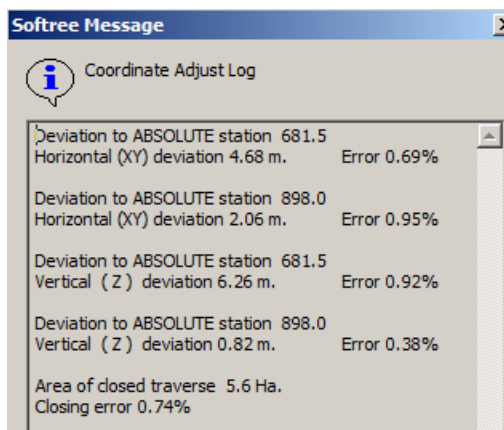 Softree Message
Coordinate Adjust Log
Deviation to ABSOLUTE station 681.5
Horizontal (XY) deviation 4.68 m. Error 0.69%
Deviation to ABSOLUTE station 898.0
Horizontal (XY) deviation 2.06 m. Error 0.95%
Deviation to ABSOLUTE station 681.5
Vertical ( Z ) deviation 6.26 m. Error 0.92%
Deviation to ABSOLUTE station 898.0
Vertical ( Z ) deviation 0.82 m. Error 0.38%
Area of closed traverse 5.6 Ha.
Closing error 0.74%